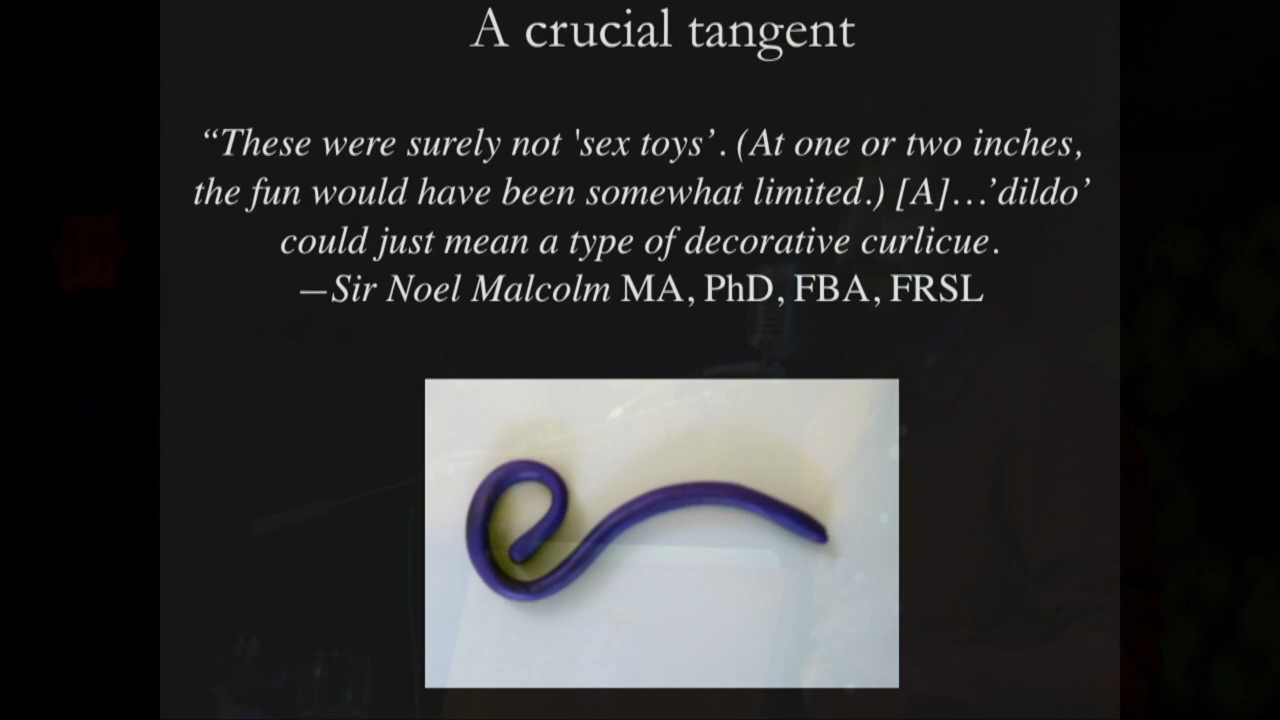 A crucial tangent
“These were surely not 'sex toys’. (At one or two inches,
the fun would have been somewhat limited.) [A]…’dildo’
could just mean a type of decorative curlicue.
—Sir Noel Malcolm MA, PhD, FBA, FRSL